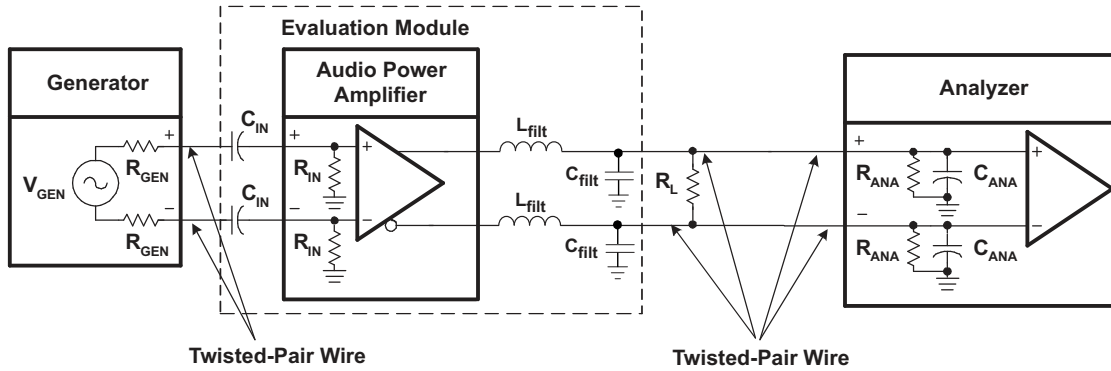 Evaluation Module
Generator
Audio Power
Amplifier
Analyzer
C_IN
L_filt
+
+
+
+
+
R_GEN
R_IN
C_filt
R_L
R_ANA
C_ANA
V_GEN
C_IN
L_filt
−
−
−
−
−
R_GEN
R_IN
C_filt
R_ANA
C_ANA
Twisted-Pair Wire
Twisted-Pair Wire